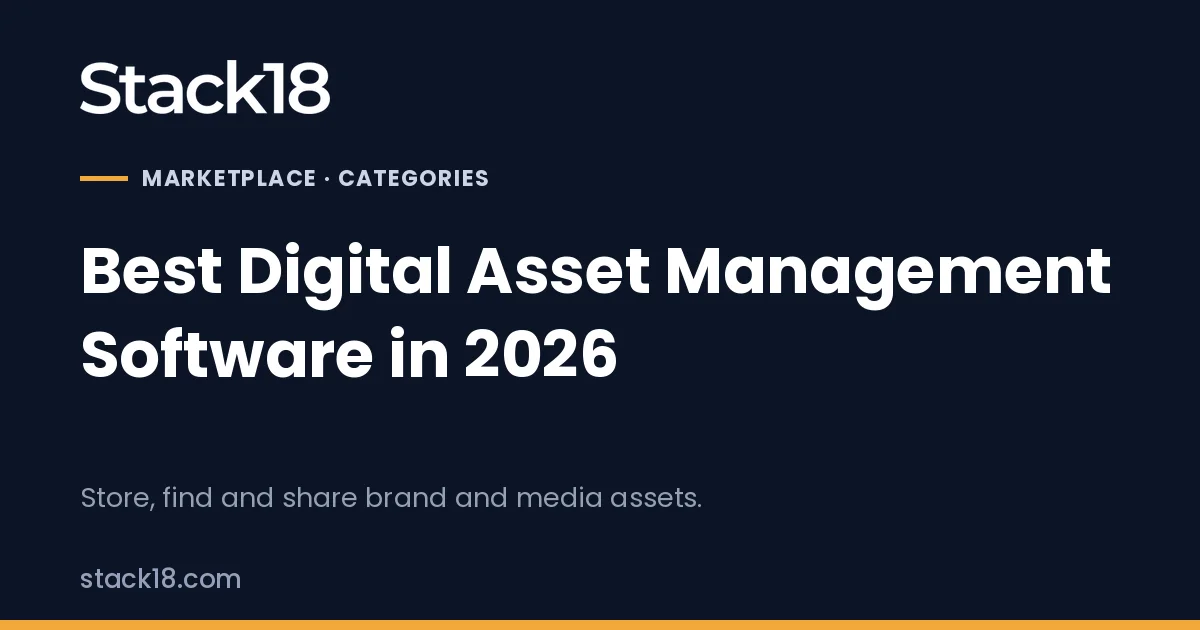 Stack18
MARKETPLACE · CATEGORIES
Best Digital Asset Management
Software in 2026
Store, find and share brand and media assets.
stack18.com